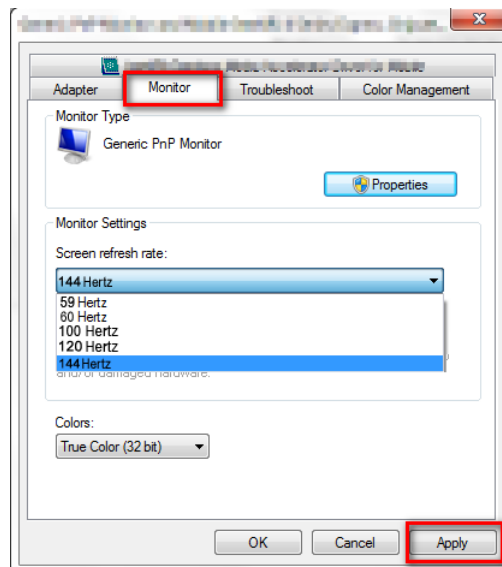 Adapter
Monitor
Troubleshoot
Color Management
Monitor Type
Generic PnP Monitor
Properties
Monitor Settings
Screen refresh rate:
144 Hertz
59 Hertz
60 Hertz
100 Hertz
120 Hertz
144 Hertz
and/or damaged hardware.
Colors:
True Color (32 bit)
OK
Cancel
Apply